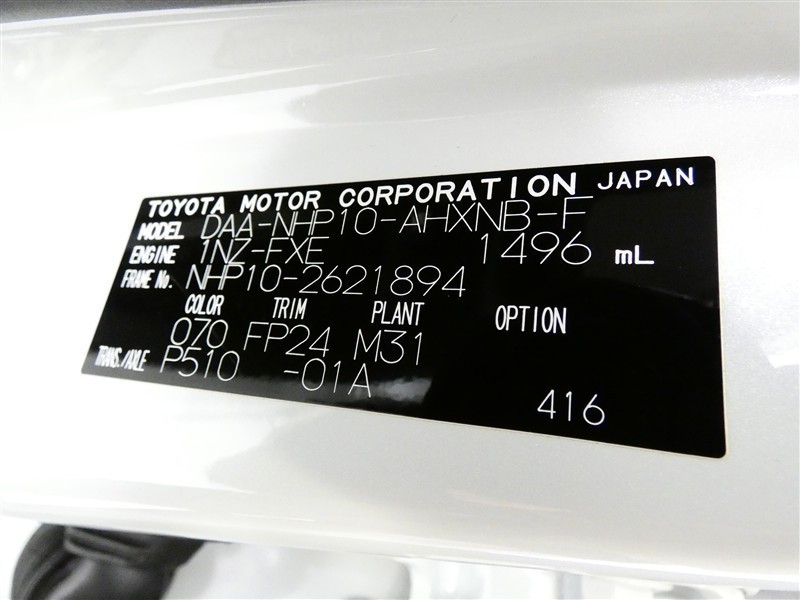 TOYOTA MOTOR CORPORATION JAPAN
MODEL DAA-NHP10-AHXNB-F
ENGINE 1NZ-FXE 1496 mL
FRAME No. NHP10-2621894
COLOR TRIM PLANT OPTION
070 FP24 M31
TRANS./AXLE P510 -01A
416